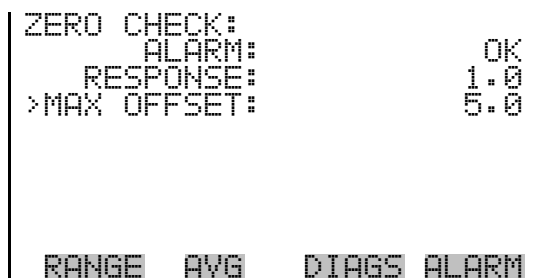 ZERO CHECK:
ALARM: OK
RESPONSE: 1.0
>MAX OFFSET: 5.0
RANGE AVG DIAGS ALARM